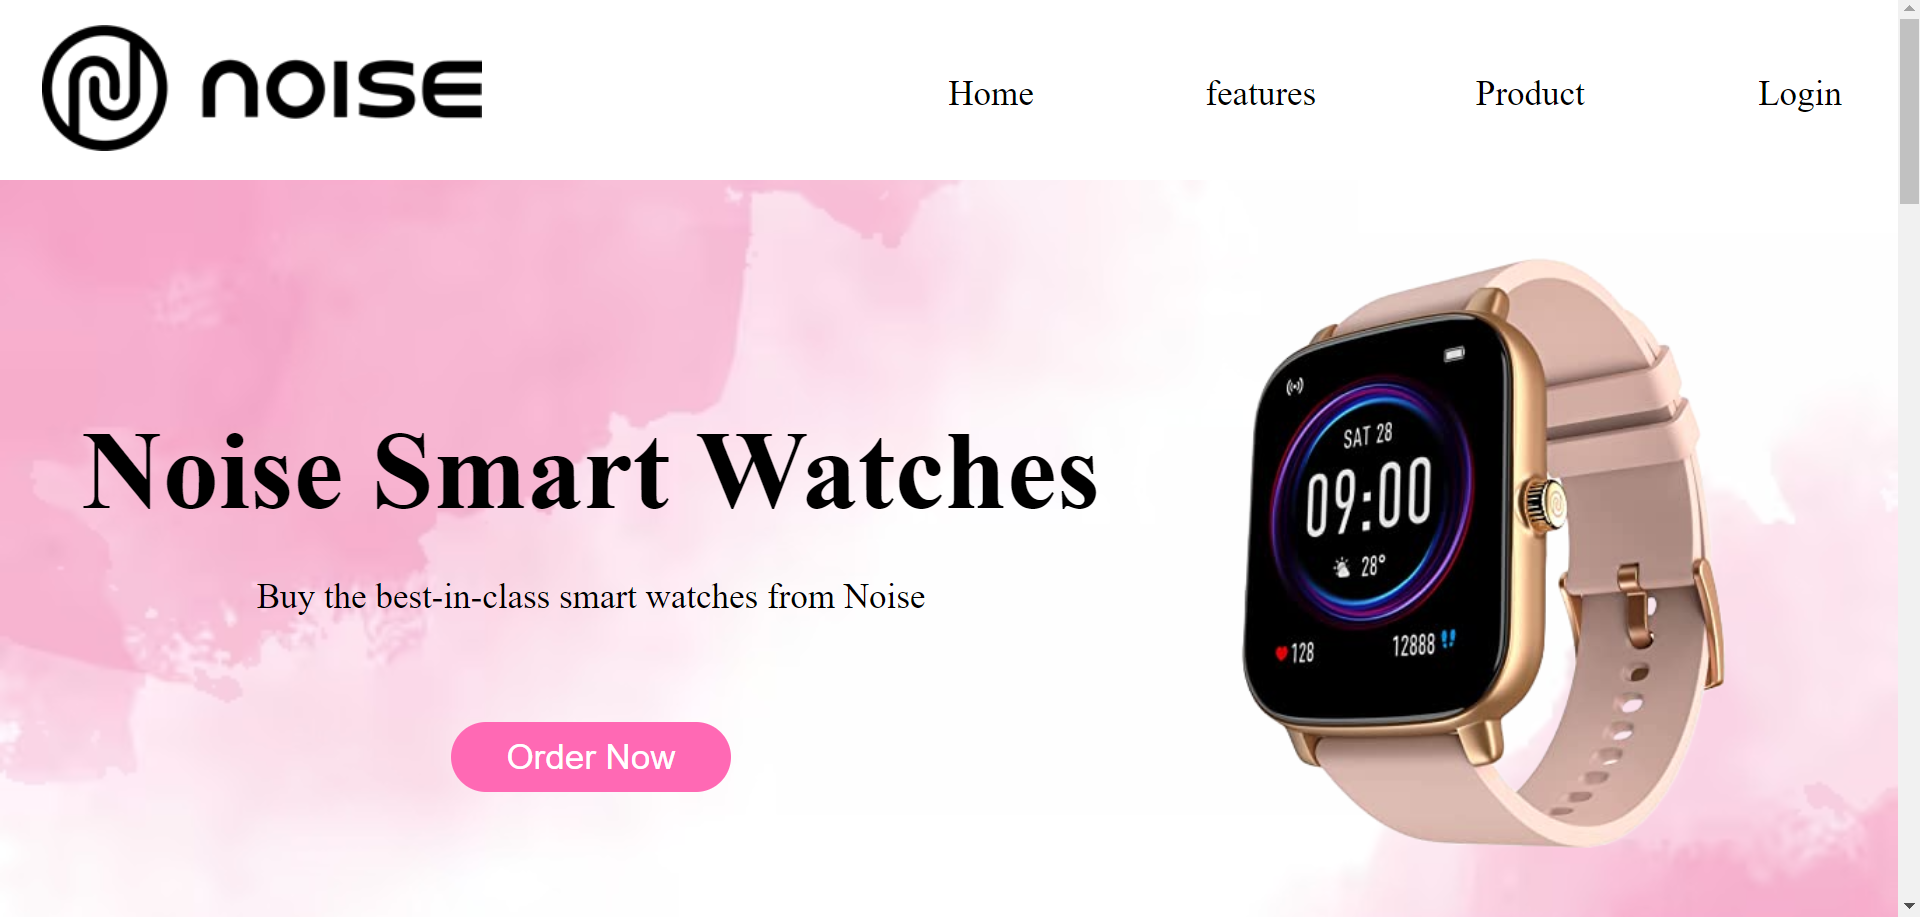 NOISE
Home features Product Login
Noise Smart Watches
Buy the best-in-class smart watches from Noise
Order Now
SAT 28
09:00
28°
128
12888